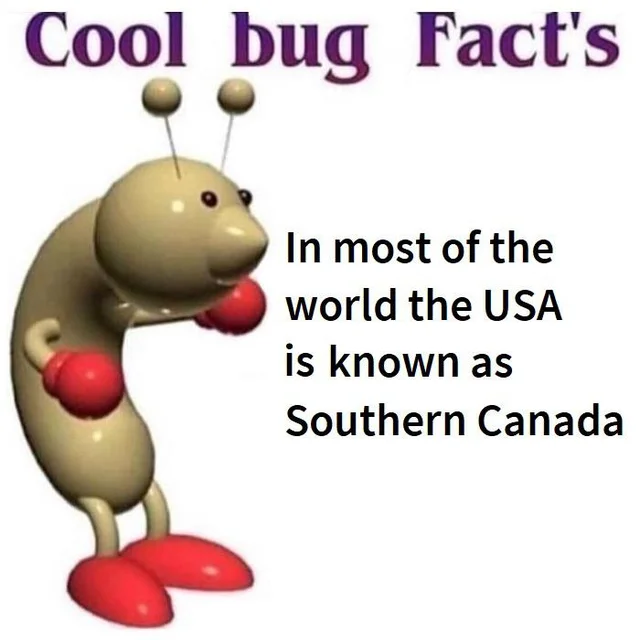 Cool bug Fact's
In most of the
world the USA
is known as
Southern Canada